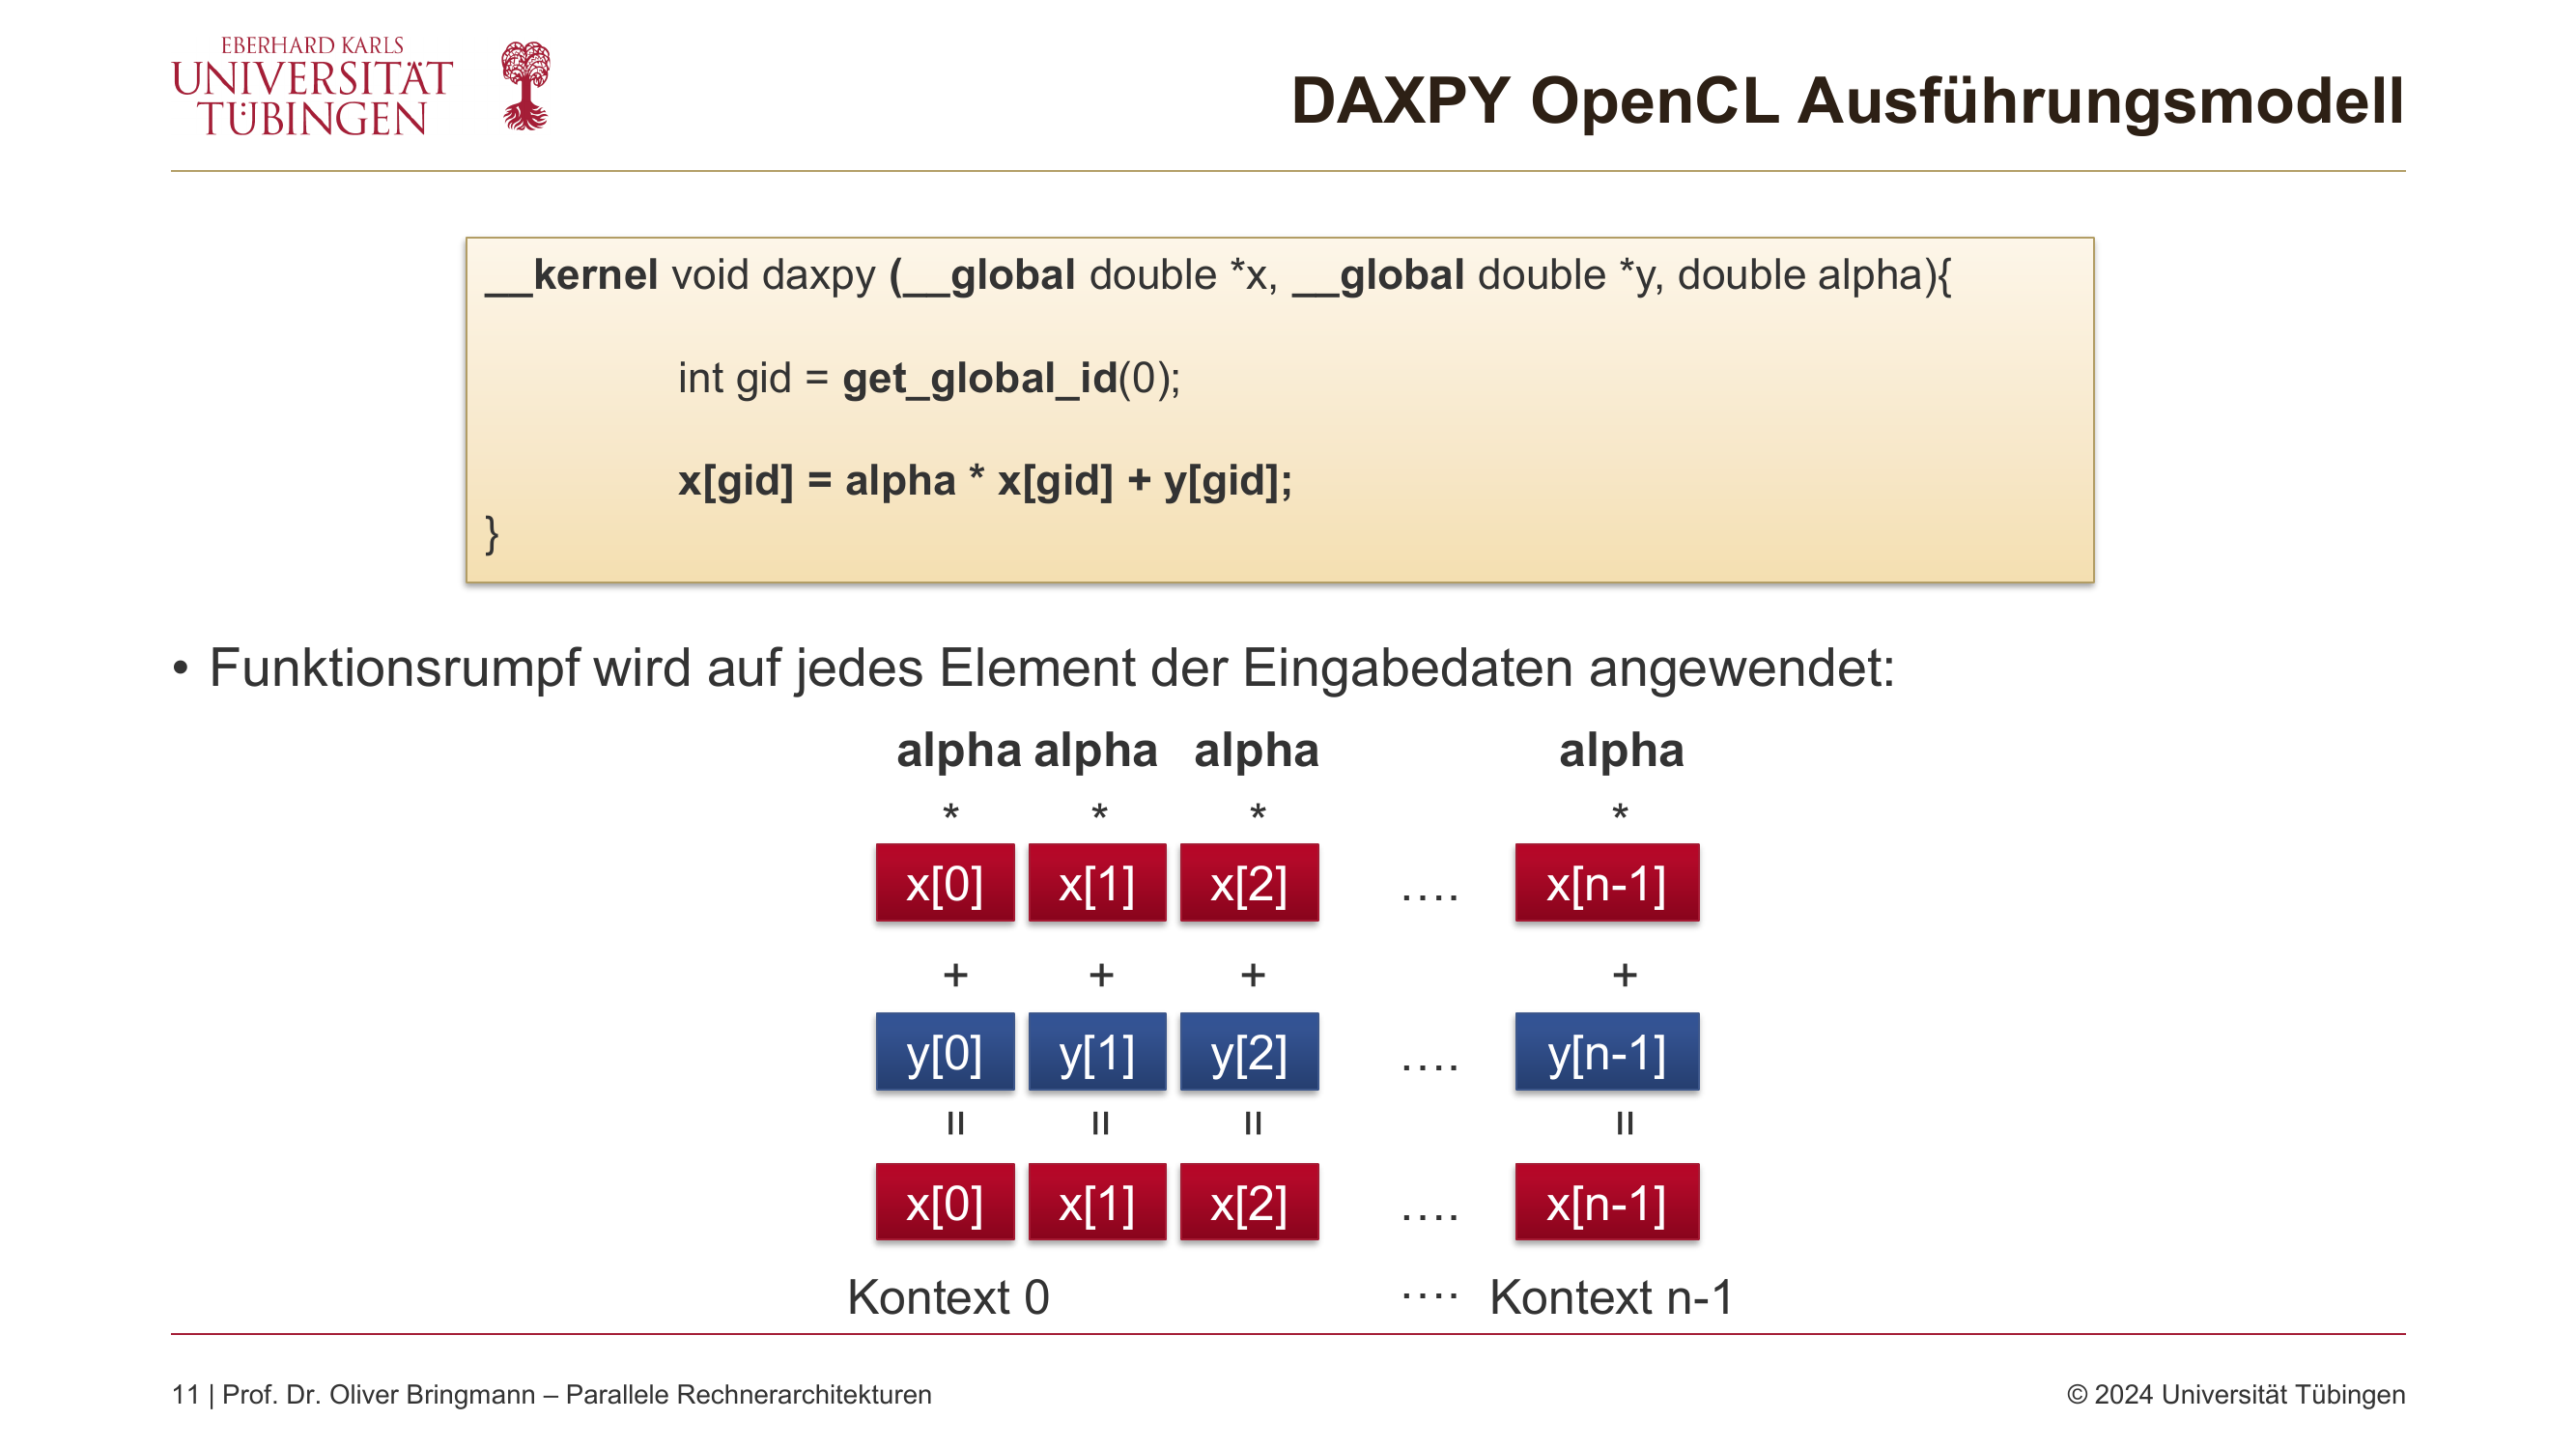 EBERHARD KARLS
UNIVERSITÄT
TÜBINGEN
DAXPY OpenCL Ausführungsmodell
__kernel void daxpy (__global double *x, __global double *y, double alpha){
int gid = get_global_id(0);
x[gid] = alpha * x[gid] + y[gid];
}
• Funktionsrumpf wird auf jedes Element der Eingabedaten angewendet:
alpha alpha alpha alpha
* * * *
x[0] x[1] x[2] .... x[n-1]
+ + + +
y[0] y[1] y[2] .... y[n-1]
= = = =
x[0] x[1] x[2] .... x[n-1]
Kontext 0 .... Kontext n-1
11 | Prof. Dr. Oliver Bringmann – Parallele Rechnerarchitekturen
© 2024 Universität Tübingen